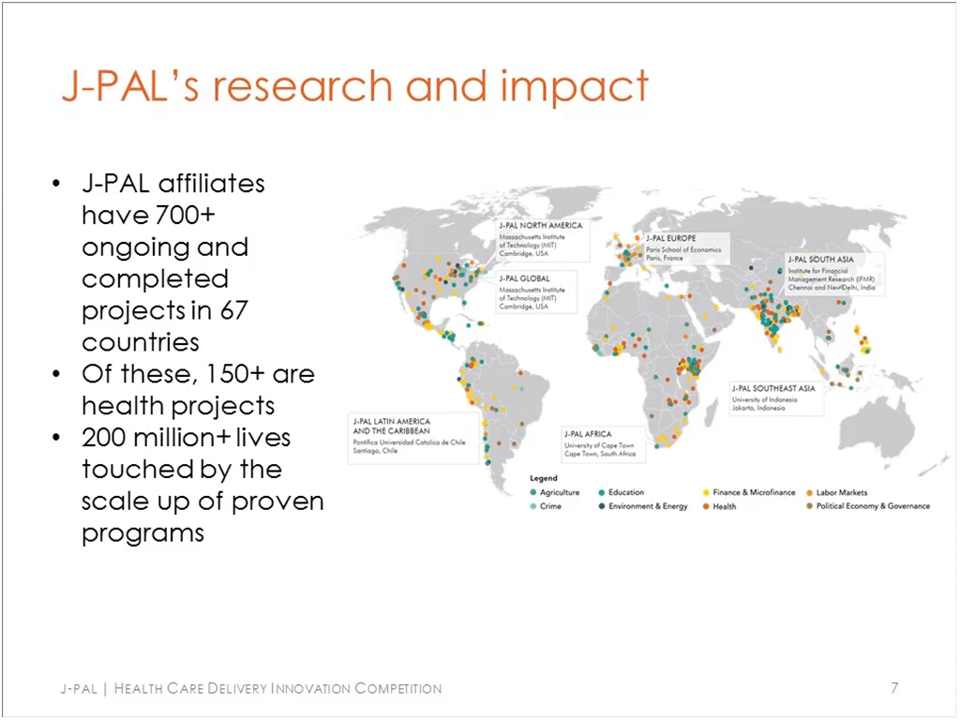 J-PAL's research and impact
• J-PAL affiliates
have 700+
ongoing and
completed
projects in 67
countries
• Of these, 150+ are
health projects
• 200 million+ lives
touched by the
scale up of proven
programs
J-PAL NORTH AMERICA
Massachusetts Institute
of Technology (MIT)
Cambridge, USA
J-PAL GLOBAL
Massachusetts Institute
of Technology (MIT)
Cambridge, USA
J-PAL EUROPE
Paris School of Economics
Paris, France
J-PAL SOUTH ASIA
Institute for Financial
Management Research (IFMR)
Chennai and New Delhi, India
J-PAL SOUTHEAST ASIA
University of Indonesia
Jakarta, Indonesia
J-PAL LATIN AMERICA
AND THE CARIBBEAN
Pontifica Universidad Catolica de Chile
Santiago, Chile
J-PAL AFRICA
University of Cape Town
Cape Town, South Africa
Legend
Agriculture
Education
Finance & Microfinance
Labor Markets
Crime
Environment & Energy
Health
Political Economy & Governance
J-PAL | HEALTH CARE DELIVERY INNOVATION COMPETITION
7